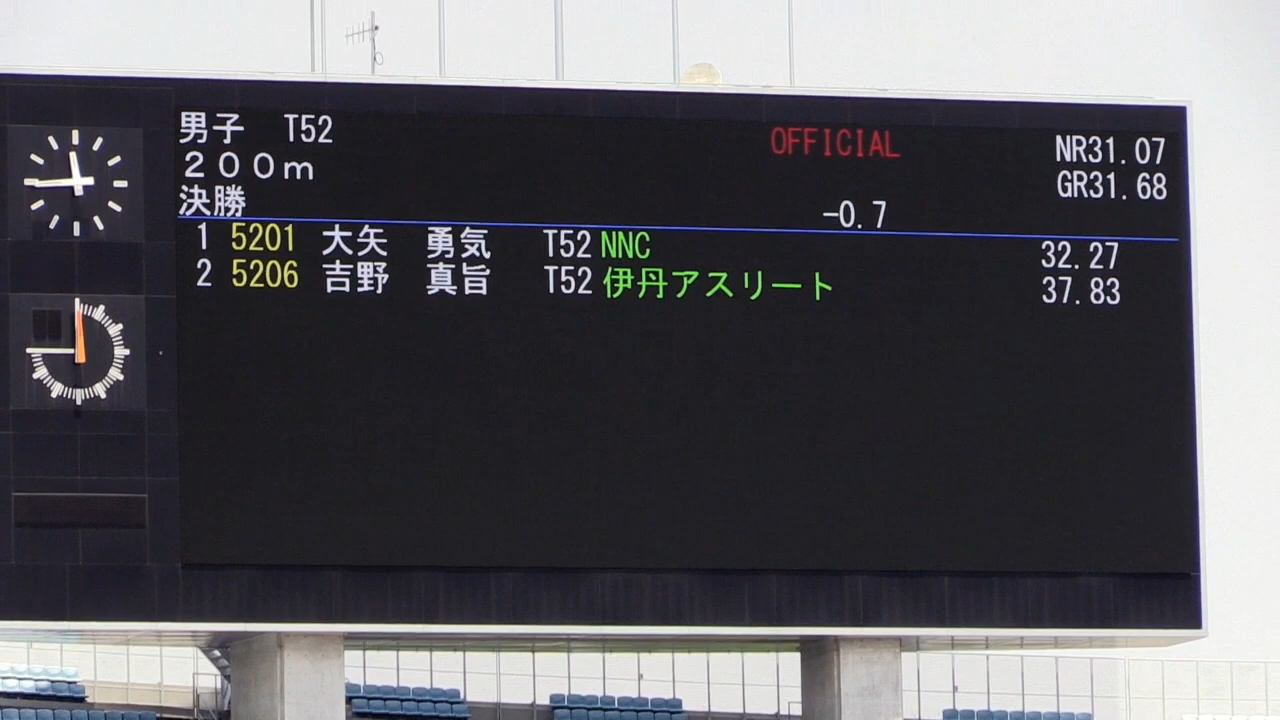 男子 T52 OFFICIAL NR31.07
200m GR31.68
決勝 -0.7
1 5201 大矢 勇気 T52 NNC 32.27
2 5206 吉野 真旨 T52 伊丹アスリート 37.83